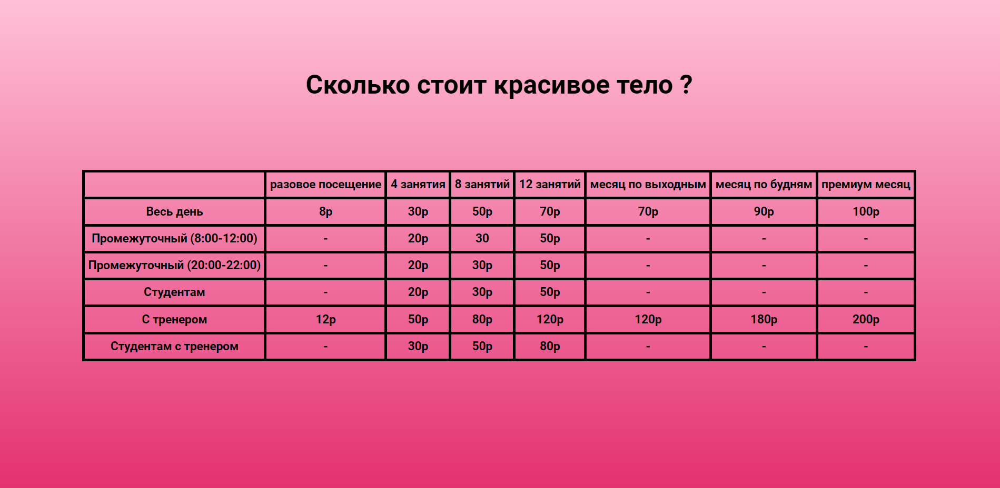 Сколько стоит красивое тело ?
разовое посещение 4 занятия 8 занятий 12 занятий месяц по выходным месяц по будням премиум месяц
Весь день 8р 30р 50р 70р 70р 90р 100р
Промежуточный (8:00-12:00) - 20р 30 50р - - -
Промежуточный (20:00-22:00) - 20р 30р 50р - - -
Студентам - 20р 30р 50р - - -
С тренером 12р 50р 80р 120р 120р 180р 200р
Студентам с тренером - 30р 50р 80р - - -